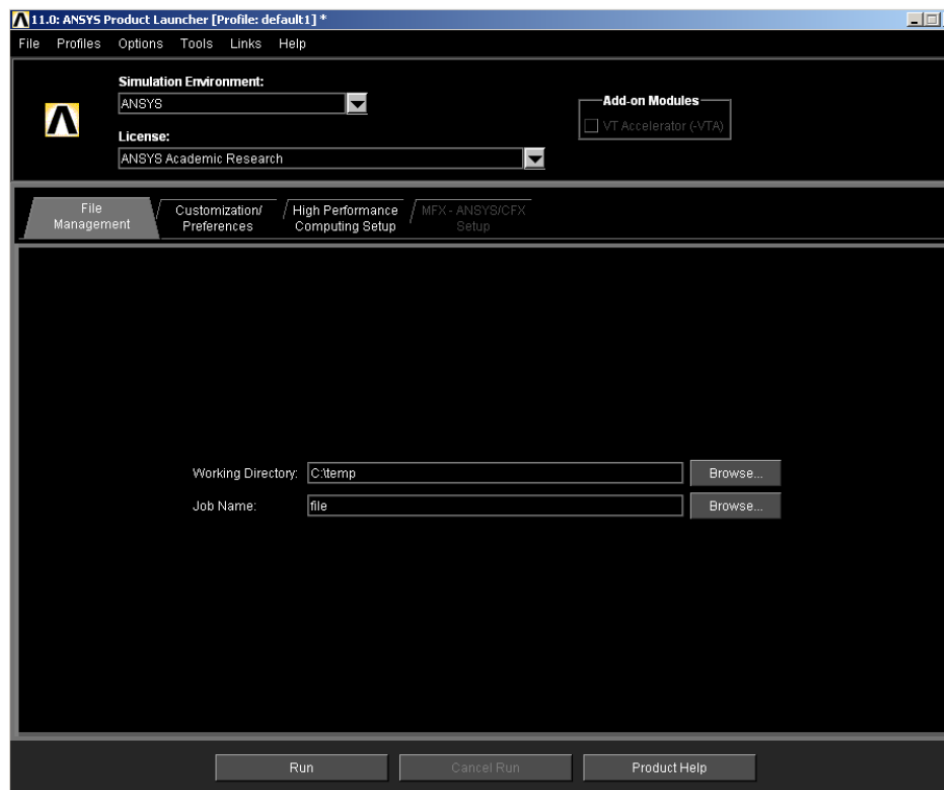 11.0: ANSYS Product Launcher [Profile: default1] *
File Profiles Options Tools Links Help
Simulation Environment:
ANSYS
Add-on Modules
VT Accelerator (-VTA)
License:
ANSYS Academic Research
File
Management
Customization/
Preferences
High Performance
Computing Setup
MFX - ANSYS/CFX
Setup
Working Directory: C:\temp Browse...
Job Name: file Browse...
Run Cancel Run Product Help